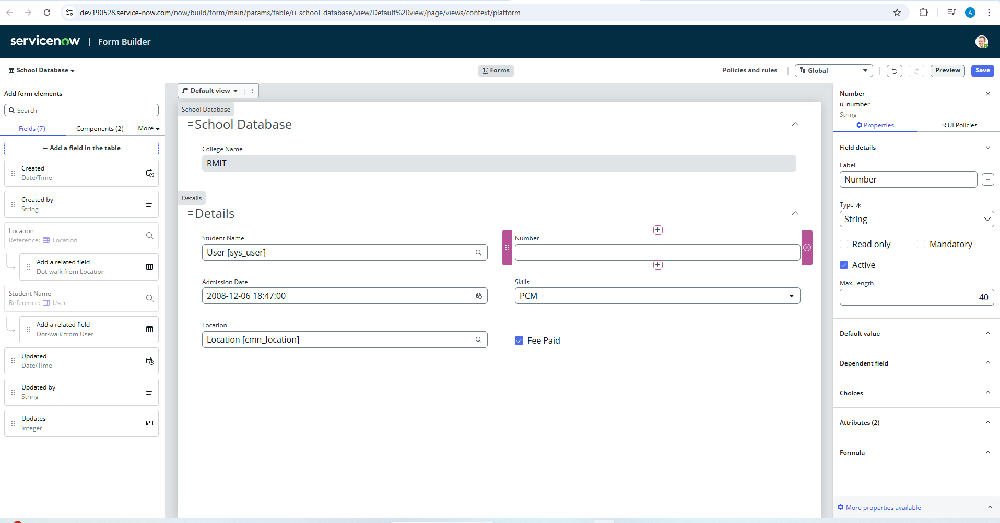 dev190528.service-now.com/now/build/form/main/params/table/u_school_database/view/Default%20view/page/views/context/platform
A
servicenow | Form Builder
School Database
Forms
Policies and rules
Global
Preview
Save
Add form elements
Search
Fields (7)
Components (2)
More
+ Add a field in the table
Created
Date/Time
Created by
String
Location
Reference: Location
Add a related field
Dot-walk from Location
Student Name
Reference: User
Add a related field
Dot-walk from User
Updated
Date/Time
Updated by
String
Updates
Integer
123
Default view
School Database
School Database
College Name
RMIT
Details
Details
Student Name
User [sys_user]
Number
Admission Date
2008-12-06 18:47:00
Skills
PCM
Location
Location [cmn_location]
Fee Paid
Number
u_number
String
Properties
UI Policies
Field details
Label
Number
Type
String
Read only
Mandatory
Active
Max. length
40
Default value
Dependent field
Choices
Attributes (2)
Formula
More properties available